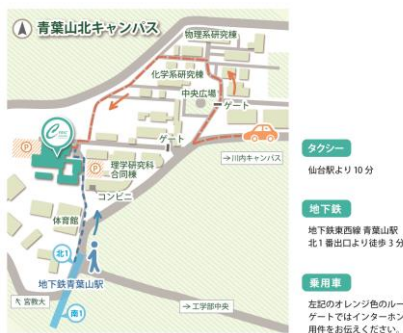 青葉山北キャンパス
物理系研究棟
化学系研究棟
中央広場
ゲート
ゲート
→川内キャンパス
P
P
理学研究科
合同棟
コンビニ
体育館
北1
地下鉄青葉山駅
宮教大
→工学部中央
南1
タクシー
仙台駅より10分
地下鉄
地下鉄東西線 青葉山駅
北1番出口より徒歩3分
乗用車
左記のオレンジ色のルー
ゲートではインターホン
用件をお伝えください。